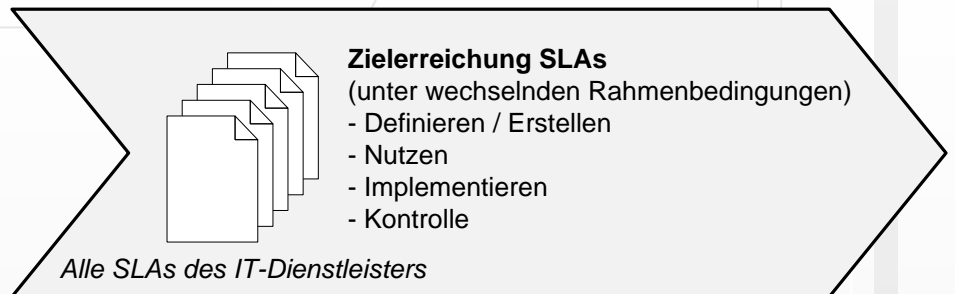 Zielerreichung SLAs
(unter wechselnden Rahmenbedingungen)
- Definieren / Erstellen
- Nutzen
- Implementieren
- Kontrolle
Alle SLAs des IT-Dienstleisters